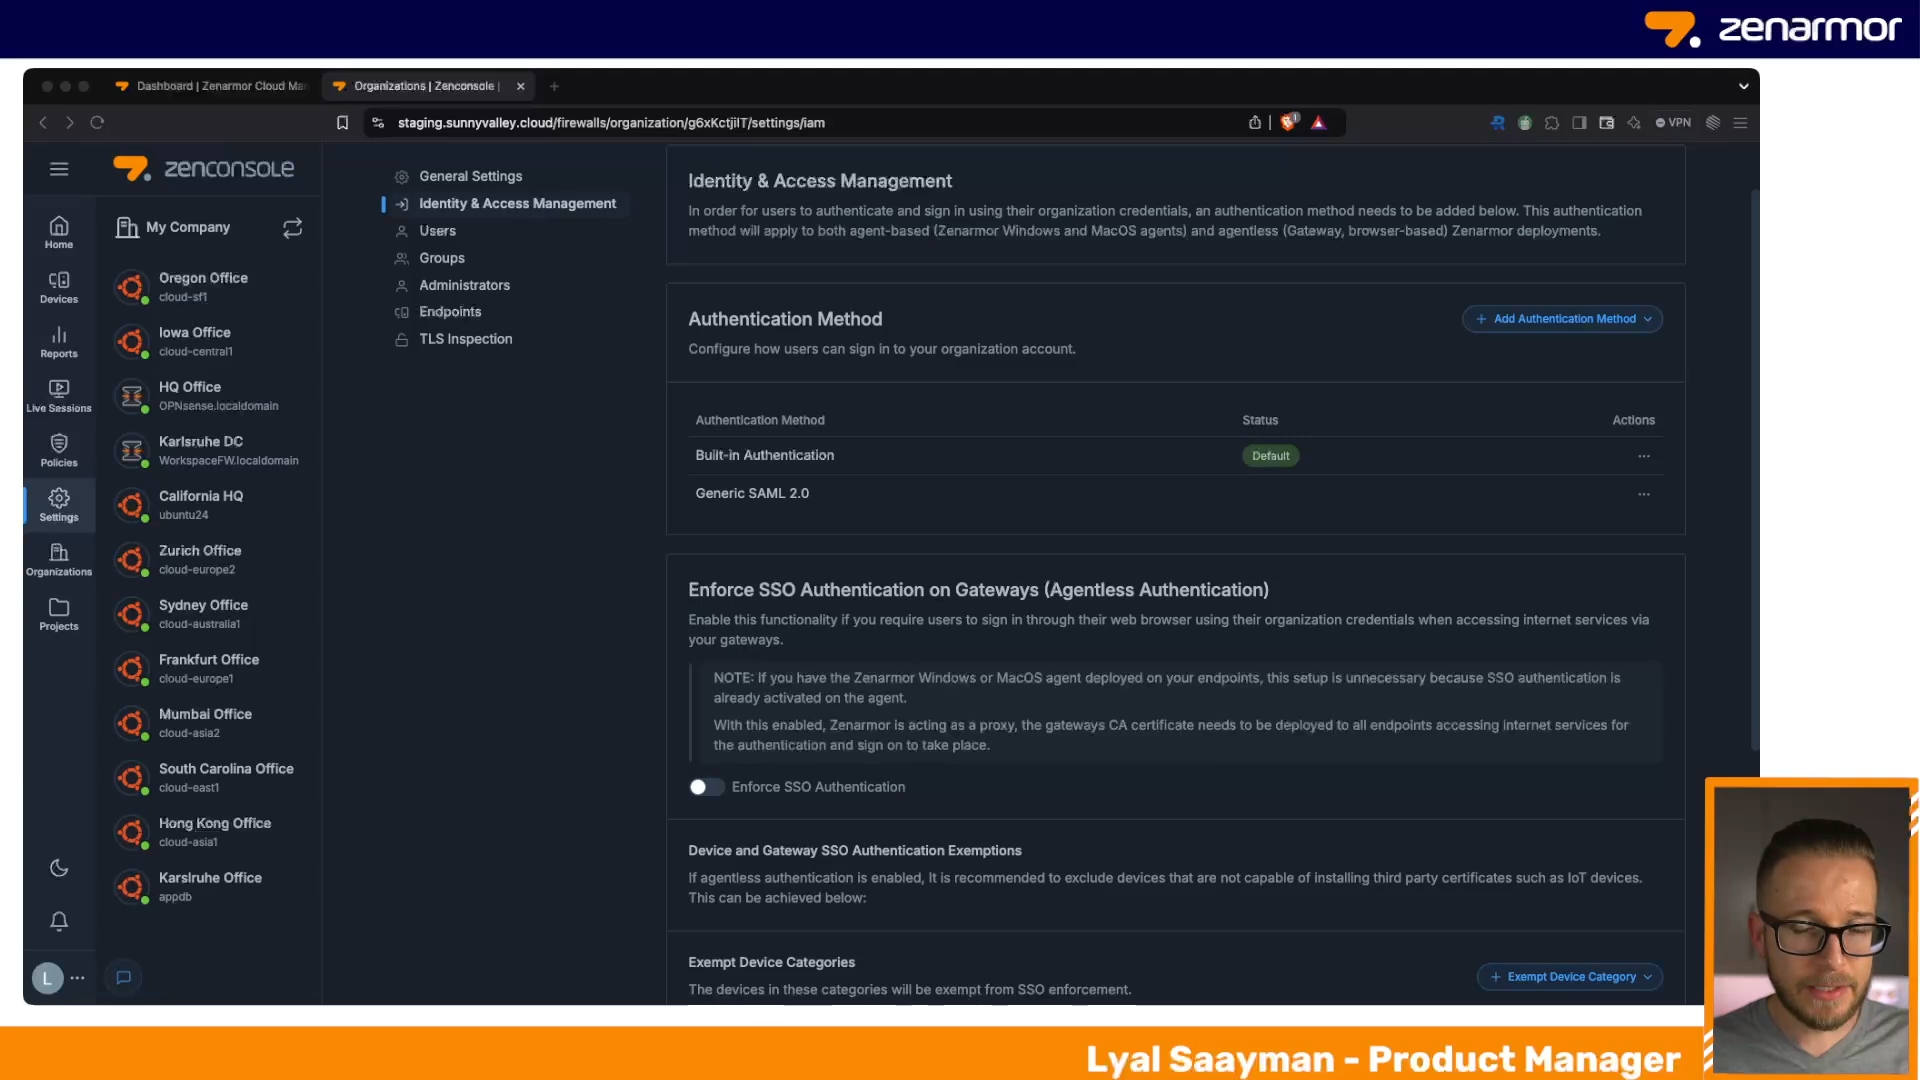 zenarmor
Dashboard | Zenarmor Cloud Ma
Organizations | Zenconsole |
staging.sunnyvalley.cloud/firewalls/organization/g6xKctjilT/settings/iam
VPN
zenconsole
My Company
Home
Devices
Reports
Live Sessions
Policies
Settings
Organizations
Projects
L
Oregon Office
cloud-sf1
Iowa Office
cloud-central1
HQ Office
OPNsense.localdomain
Karlsruhe DC
WorkspaceFW.localdomain
California HQ
ubuntu24
Zurich Office
cloud-europe2
Sydney Office
cloud-australia1
Frankfurt Office
cloud-europe1
Mumbai Office
cloud-asia2
South Carolina Office
cloud-east1
Hong Kong Office
cloud-asia1
Karslruhe Office
appdb
General Settings
Identity & Access Management
Users
Groups
Administrators
Endpoints
TLS Inspection
Identity & Access Management
In order for users to authenticate and sign in using their organization credentials, an authentication method needs to be added below. This authentication
method will apply to both agent-based (Zenarmor Windows and MacOS agents) and agentless (Gateway, browser-based) Zenarmor deployments.
Authentication Method
+ Add Authentication Method
Configure how users can sign in to your organization account.
Authentication Method Status Actions
Built-in Authentication Default ...
Generic SAML 2.0 ...
Enforce SSO Authentication on Gateways (Agentless Authentication)
Enable this functionality if you require users to sign in through their web browser using their organization credentials when accessing internet services via
your gateways.
NOTE: If you have the Zenarmor Windows or MacOS agent deployed on your endpoints, this setup is unnecessary because SSO authentication is
already activated on the agent.
With this enabled, Zenarmor is acting as a proxy, the gateways CA certificate needs to be deployed to all endpoints accessing internet services for
the authentication and sign on to take place.
Enforce SSO Authentication
Device and Gateway SSO Authentication Exemptions
If agentless authentication is enabled, It is recommended to exclude devices that are not capable of installing third party certificates such as IoT devices.
This can be achieved below:
Exempt Device Categories
+ Exempt Device Category
The devices in these categories will be exempt from SSO enforcement.
Lyal Saayman - Product Manager